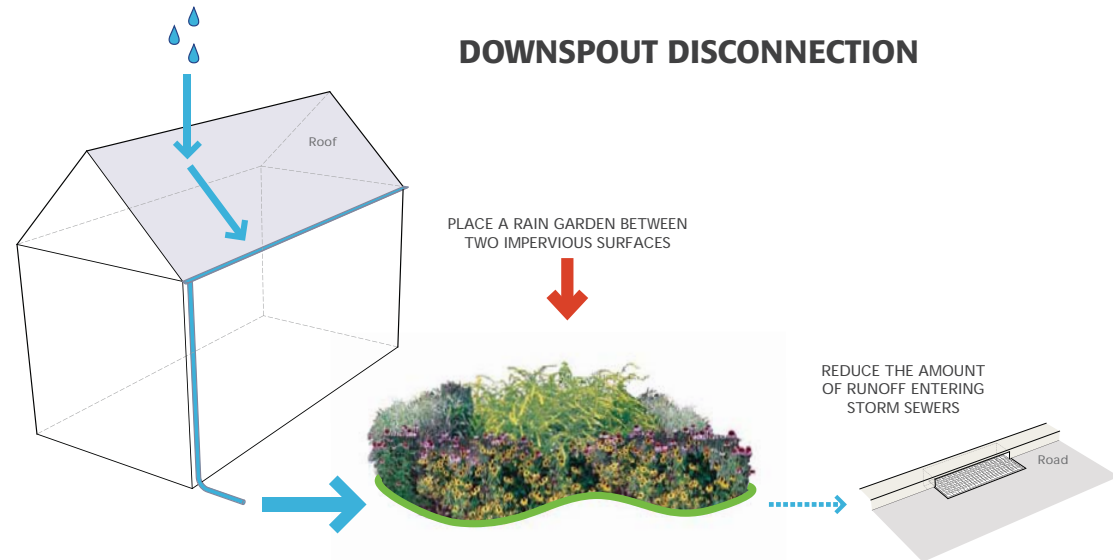 DOWNSPOUT DISCONNECTION
Roof
PLACE A RAIN GARDEN BETWEEN
TWO IMPERVIOUS SURFACES
REDUCE THE AMOUNT
OF RUNOFF ENTERING
STORM SEWERS
Road